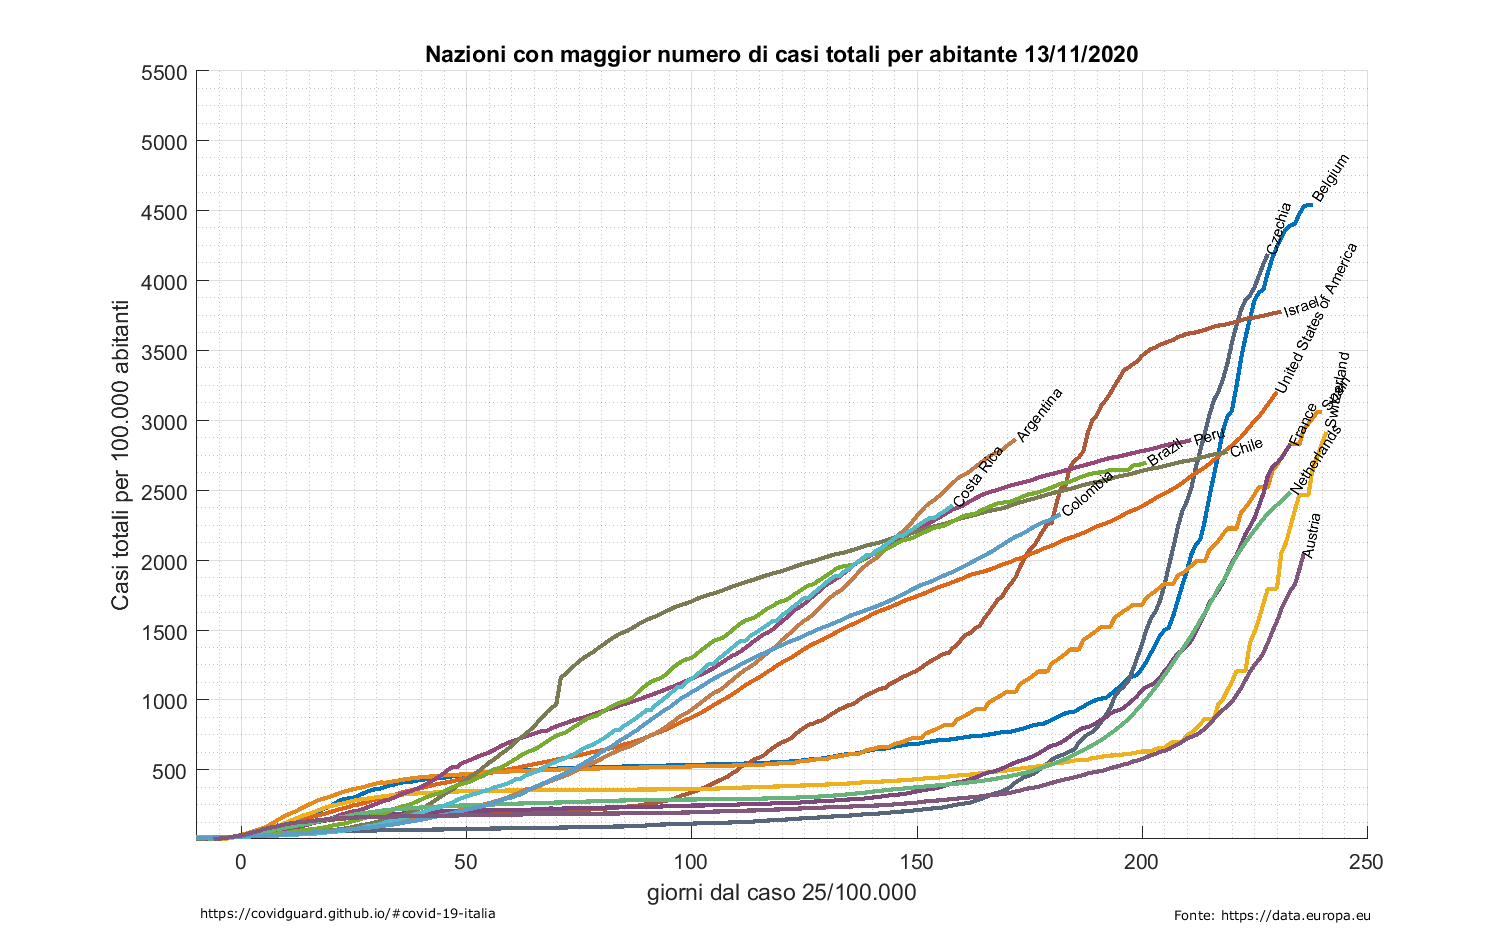 Nazioni con maggior numero di casi totali per abitante 13/11/2020
Casi totali per 100.000 abitanti
5500
5000
4500
4000
3500
3000
2500
2000
1500
1000
500
Belgium
Czechia
United States of America
Israel
Switzerland
Spain
France
Netherlands
Argentina
Peru
Brazil
Chile
Costa Rica
Colombia
Austria
0
50
100
150
200
250
giorni dal caso 25/100.000
https://covidguard.github.io/#covid-19-italia
Fonte: https://data.europa.eu